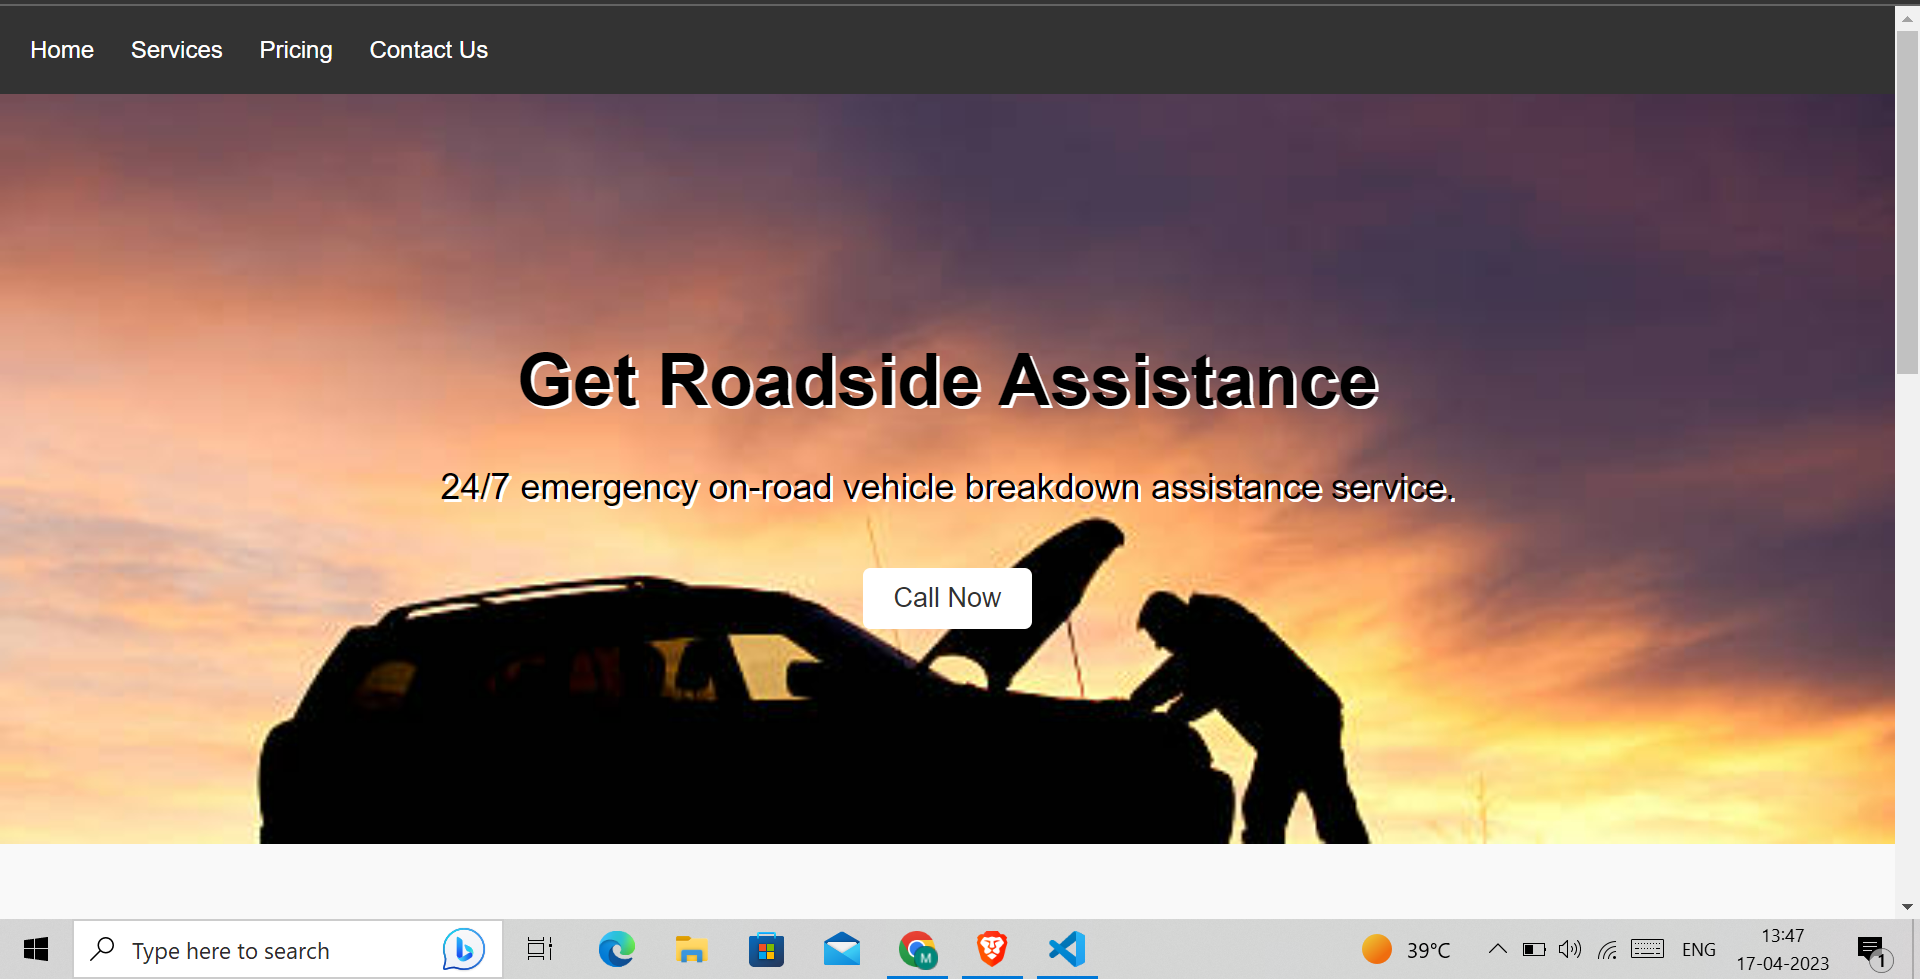 Home Services Pricing Contact Us
Get Roadside Assistance
24/7 emergency on-road vehicle breakdown assistance service.
Call Now
Type here to search
M
39°C
ENG
13:47
17-04-2023
1